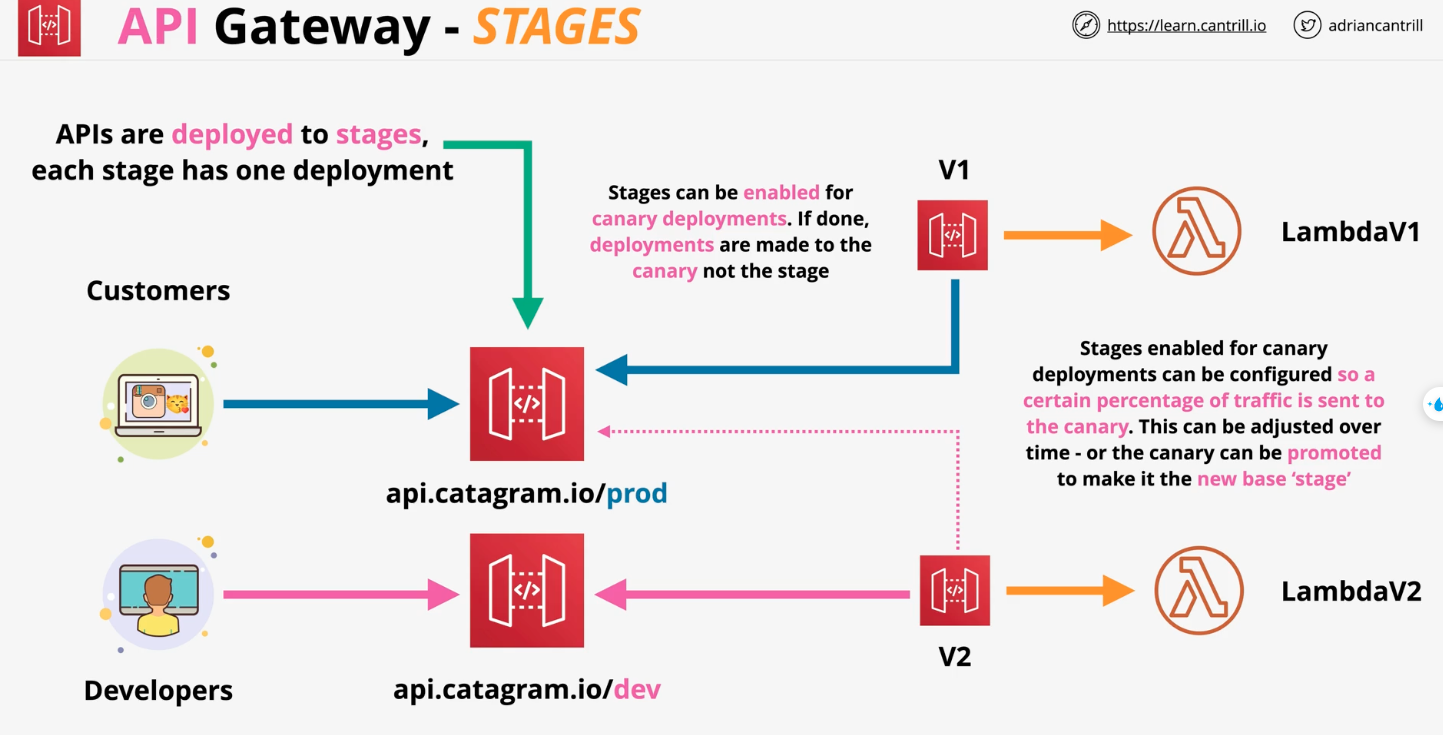 API Gateway - STAGES
https://learn.cantrill.io
adriancantrill
APIs are deployed to stages,
each stage has one deployment
Stages can be enabled for
canary deployments. If done,
deployments are made to the
canary not the stage
V1
</>
LambdaV1
Customers
</>
api.catagram.io/prod
Stages enabled for canary
deployments can be configured so a
certain percentage of traffic is sent to
the canary. This can be adjusted over
time - or the canary can be promoted
to make it the new base ‘stage’
Developers
</>
api.catagram.io/dev
</>
V2
LambdaV2